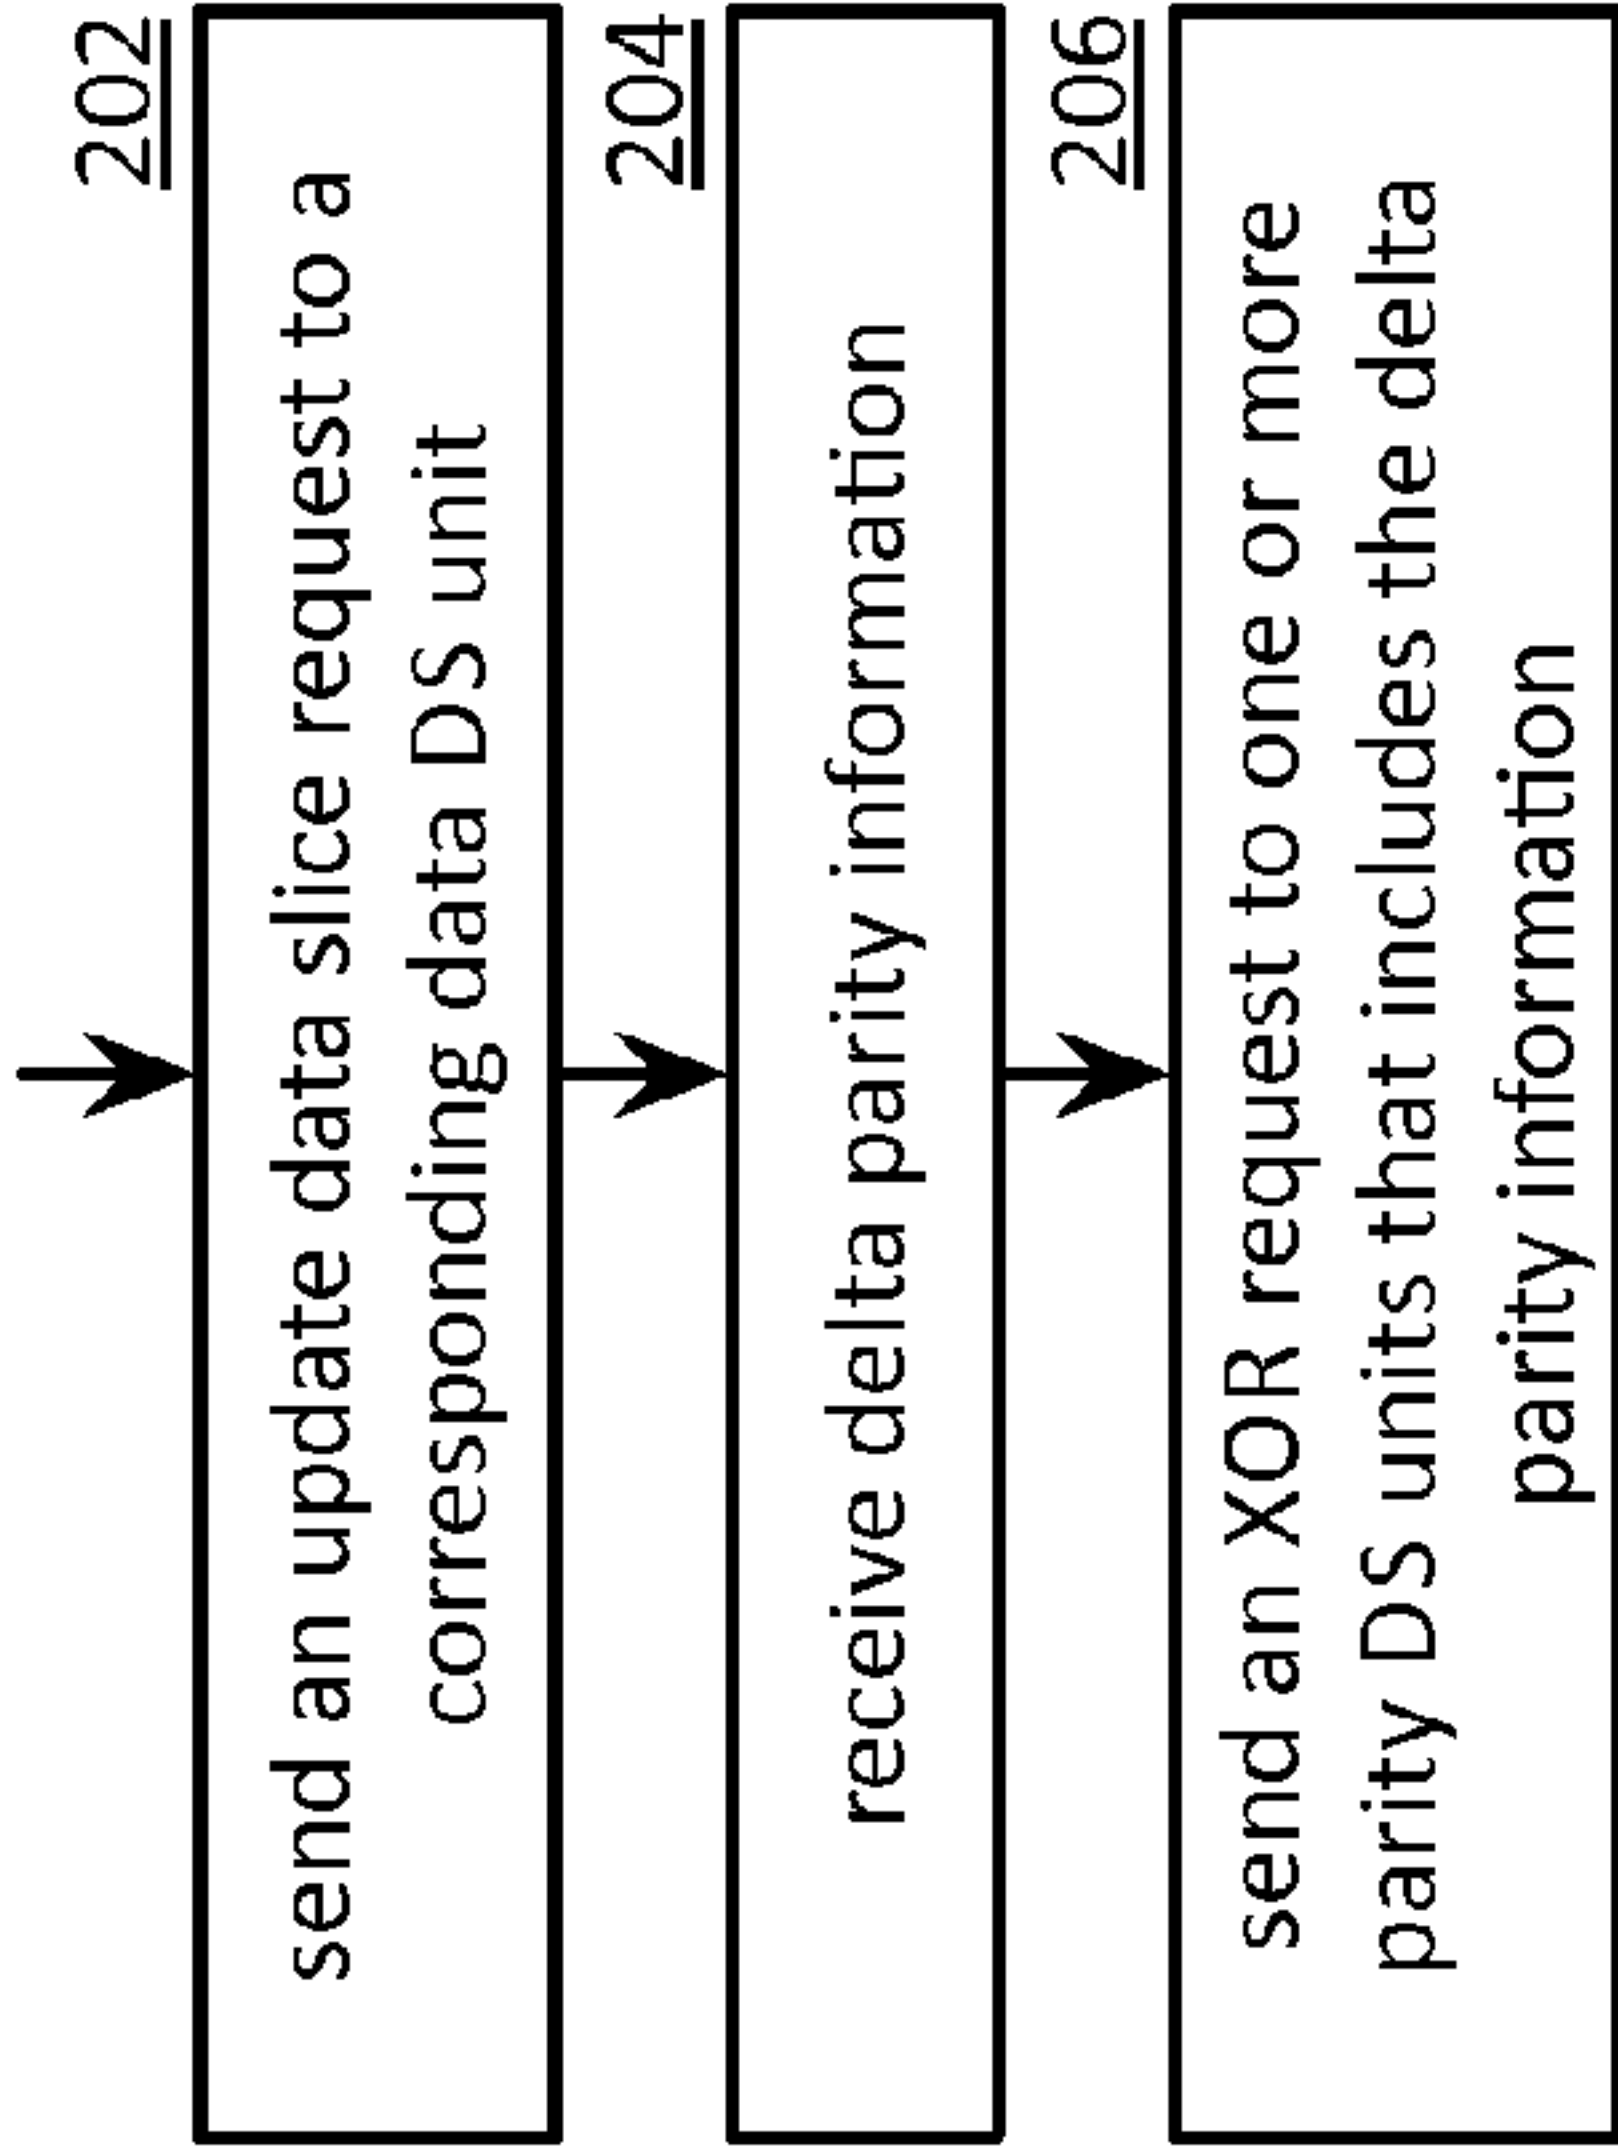 202
send an update data slice request to a
corresponding data DS unit
204
receive delta parity information
206
send an XOR request to one or more
parity DS units that includes the delta
parity information